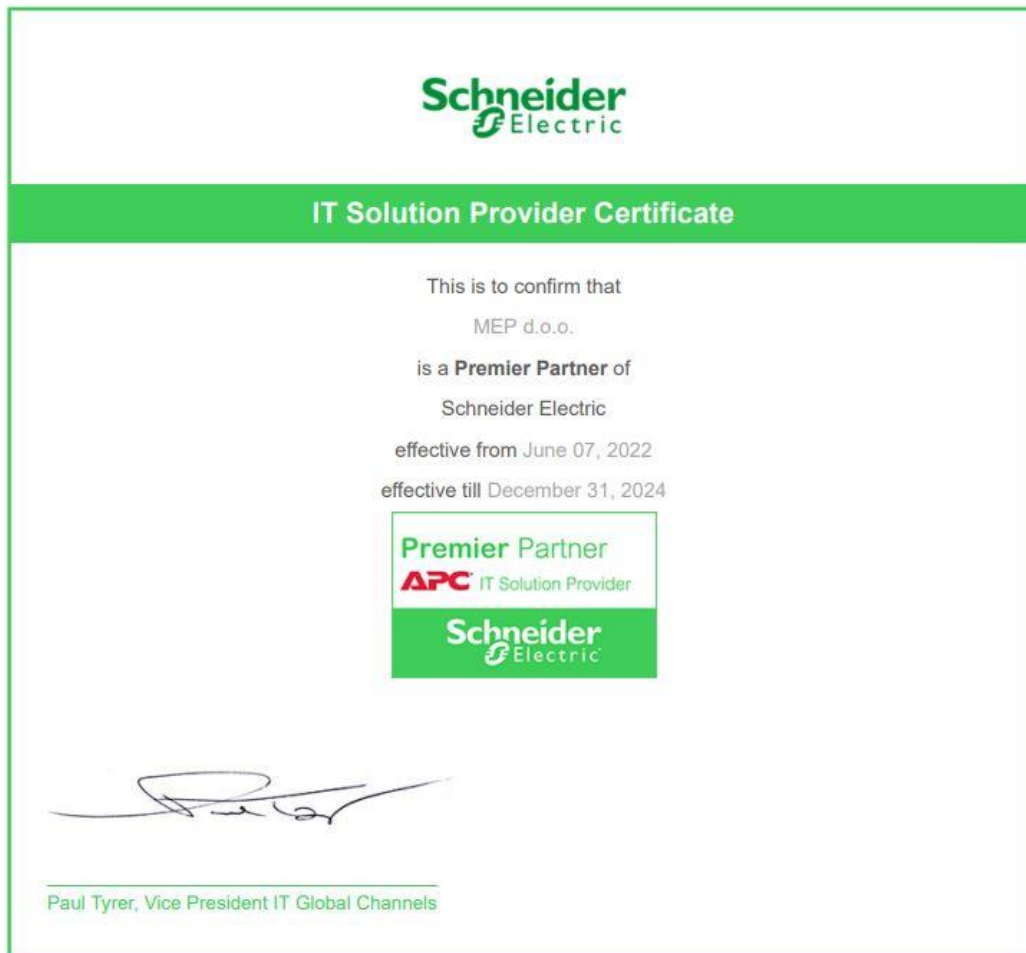 Schneider
Electric
IT Solution Provider Certificate
This is to confirm that
MEP d.o.o.
is a Premier Partner of
Schneider Electric
effective from June 07, 2022
effective till December 31, 2024
Premier Partner
APC IT Solution Provider
Schneider
Electric
Paul Tyrer, Vice President IT Global Channels